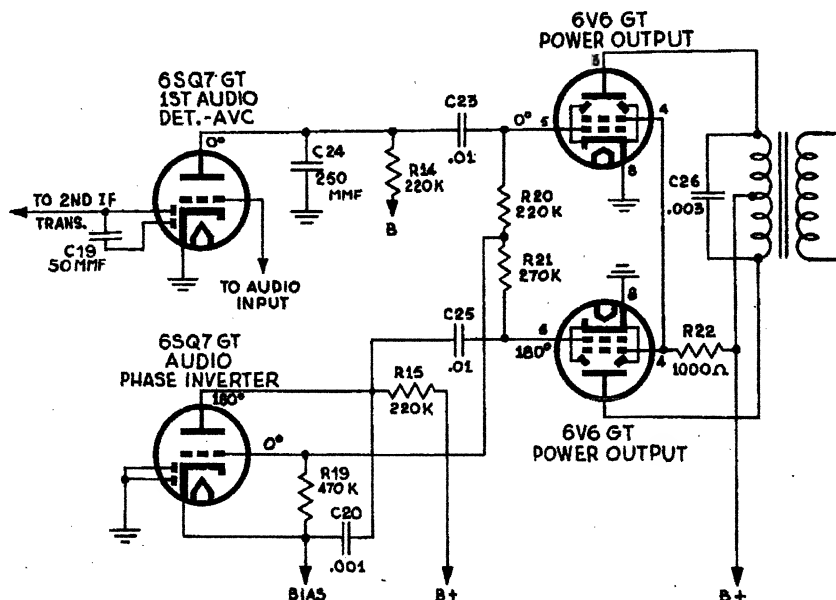 6V6 GT
POWER OUTPUT
3
6SQ7 GT
1ST AUDIO
DET.-AVC
0°
C23
.01
0°
5
4
8
C24
250
MMF
R14
220K
B
R20
220K
C26
.003
TO 2ND IF
TRANS.
C19
50MMF
TO AUDIO
INPUT
R21
270K
8
C25
.01
6
180°
4
R22
1000Ω
6SQ7 GT
AUDIO
PHASE INVERTER
180°
R15
220K
6V6 GT
POWER OUTPUT
0°
R19
470K
C20
.001
BIAS
B+
B+